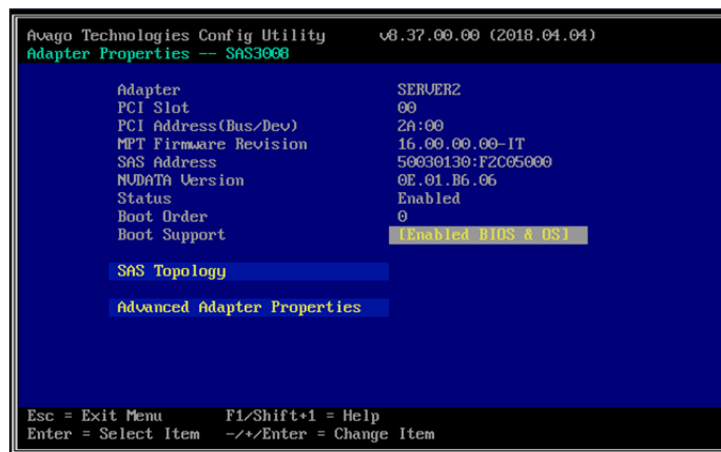 Avago Technologies Config Utility v8.37.00.00 (2018.04.04)
Adapter Properties -- SAS3008
Adapter SERVER2
PCI Slot 00
PCI Address(Bus/Dev) 2A:00
MPT Firmware Revision 16.00.00.00-IT
SAS Address 50030130:F2C05000
NVDATA Version 0E.01.B6.06
Status Enabled
Boot Order 0
Boot Support [Enabled BIOS & OS]
SAS Topology
Advanced Adapter Properties
Esc = Exit Menu F1/Shift+1 = Help
Enter = Select Item -/+/Enter = Change Item